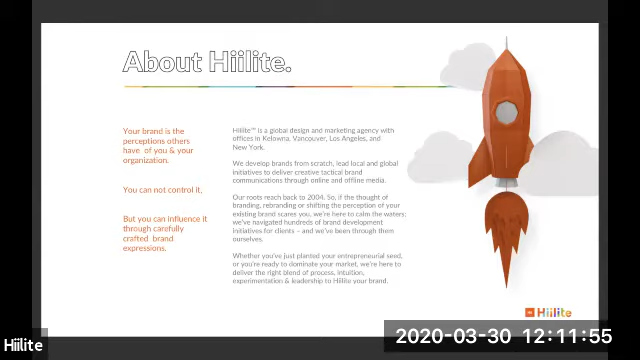 About Hiilite.
Your brand is the
perceptions others
have of you & your
organization.
You can not control it,
But you can influence it
through carefully
crafted brand
expressions.
Hiilite™ is a global design and marketing agency with
offices in Kelowna, Vancouver, Los Angeles, and
New York.
We develop brands from scratch, lead local and global
initiatives to deliver creative tactical brand
communications through online and offline media.
Our roots reach back to 2004. So, if the thought of
branding, rebranding or shifting the perception of your
existing brand scares you, we're here to calm the waters;
we've navigated hundreds of brand development
initiatives for clients – and we've been through them
ourselves.
Whether you've just planted your entrepreneurial seed,
or you're ready to dominate your market, we're here to
deliver the right blend of process, intuition,
experimentation & leadership to Hiilite your brand.
Hiilite
2020-03-30 12:11:55
Hiilite